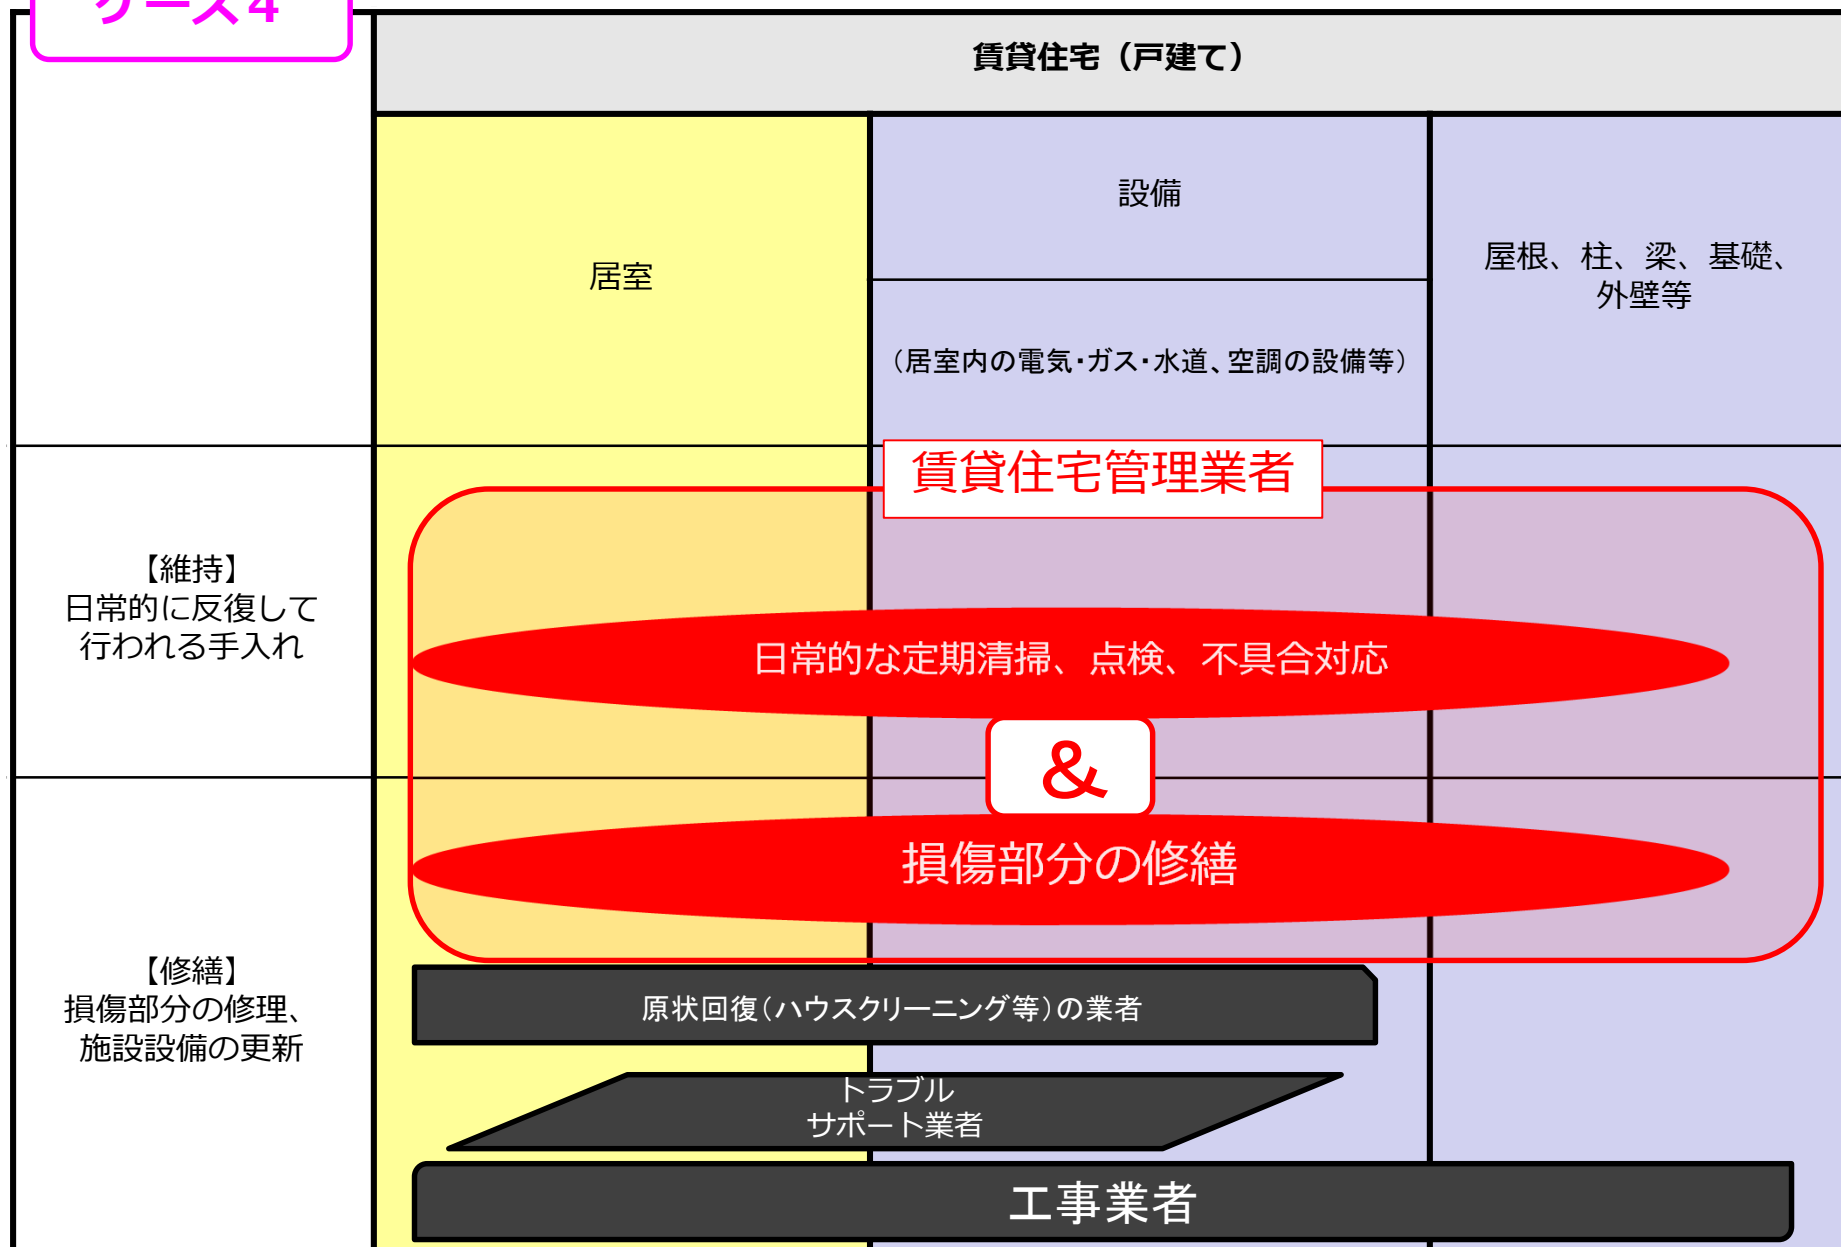 ケース4
賃貸住宅（戸建て）
居室
設備
（居室内の電気・ガス・水道、空調の設備等）
屋根、柱、梁、基礎、
外壁等
賃貸住宅管理業者
【維持】
日常的に反復して
行われる手入れ
日常的な定期清掃、点検、不具合対応
＆
損傷部分の修繕
【修繕】
損傷部分の修理、
施設設備の更新
原状回復（ハウスクリーニング等）の業者
トラブル
サポート業者
工事業者